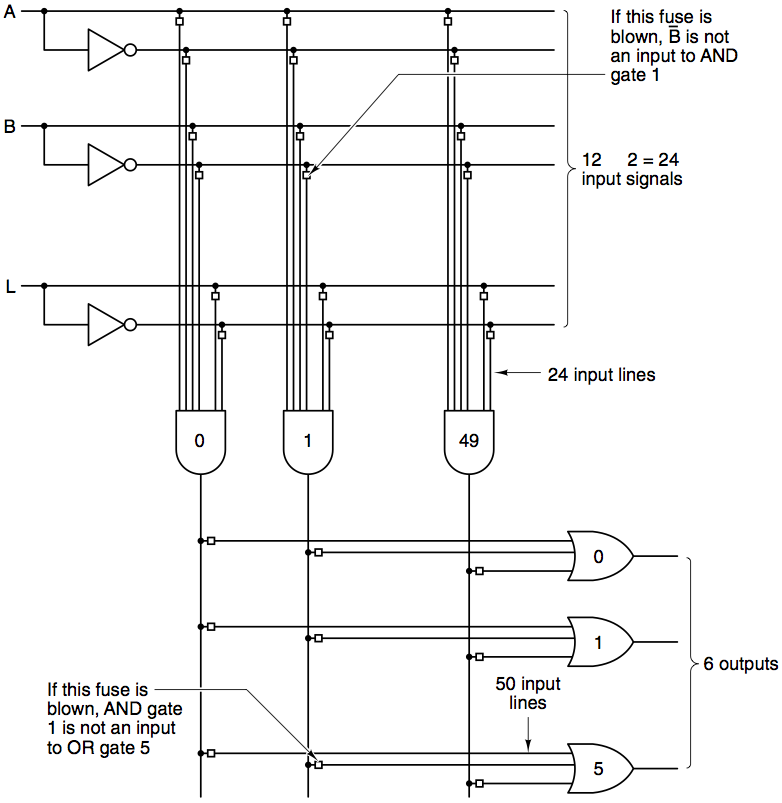 A
If this fuse is
blown, B̅ is not
an input to AND
gate 1
B
12 2 = 24
input signals
L
24 input lines
0
1
49
0
1
6 outputs
If this fuse is
blown, AND gate
1 is not an input
to OR gate 5
50 input
lines
5